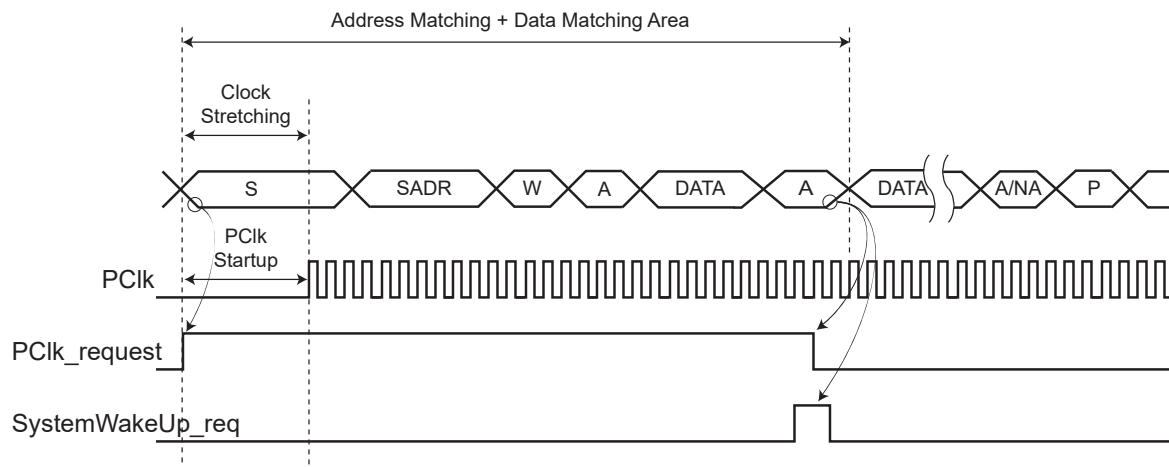 Address Matching + Data Matching Area
Clock
Stretching
S
SADR
W
A
DATA
A
DATA
A/NA
P
PClk
Startup
PClk
PClk_request
SystemWakeUp_req